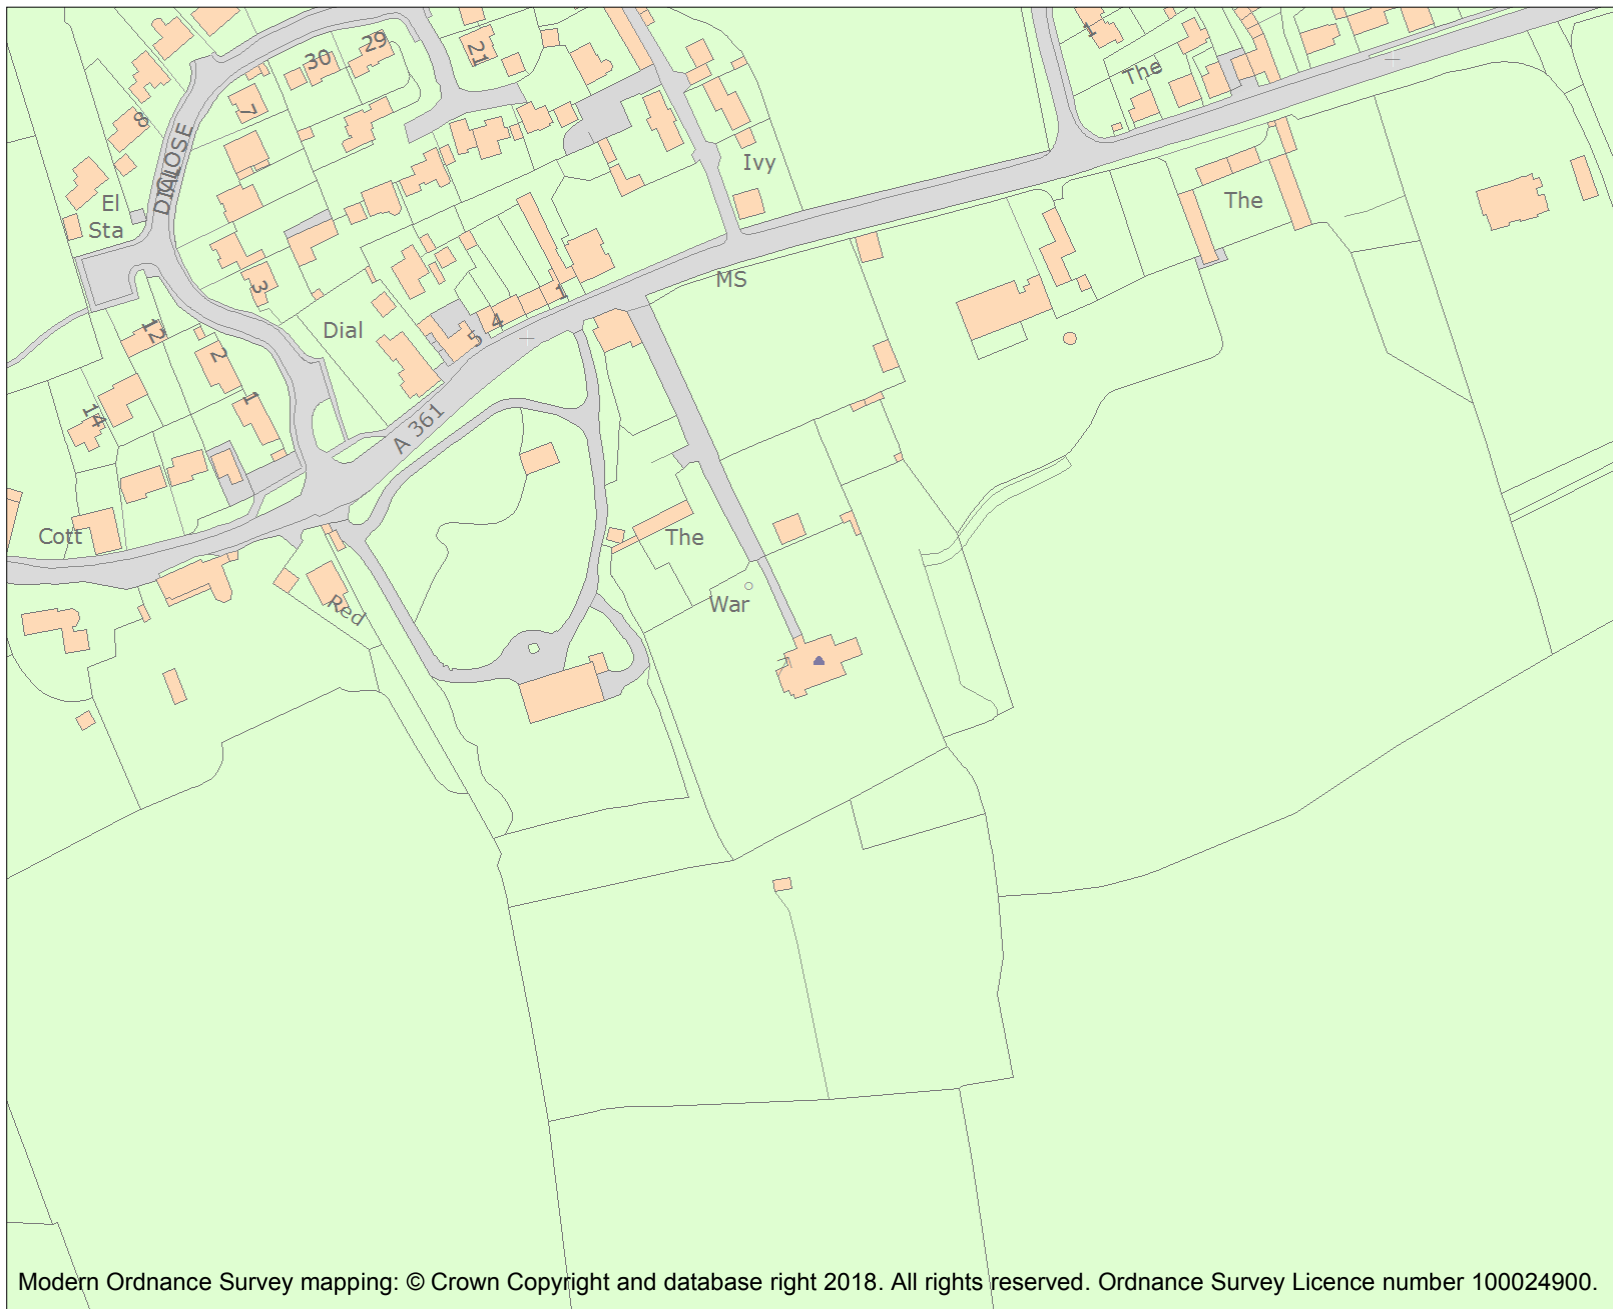 30
29
21
1
The
7
8
DIAL
CLOSE
Ivy
El
Sta
The
MS
3
1
4
5
Dial
12
2
1
14
A 361
Cott
The
War
Red
Modern Ordnance Survey mapping: © Crown Copyright and database right 2018. All rights reserved. Ordnance Survey Licence number 100024900.